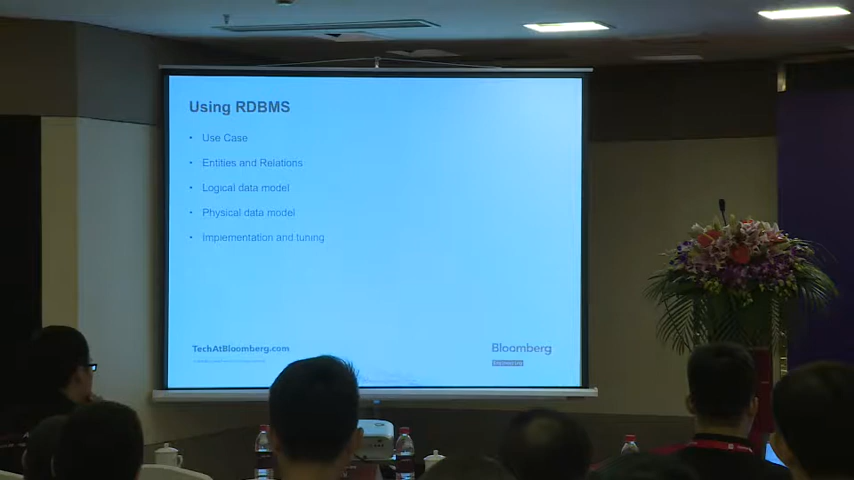 Using RDBMS
• Use Case
• Entities and Relations
• Logical data model
• Physical data model
• Implementation and tuning
TechAtBloomberg.com
Bloomberg